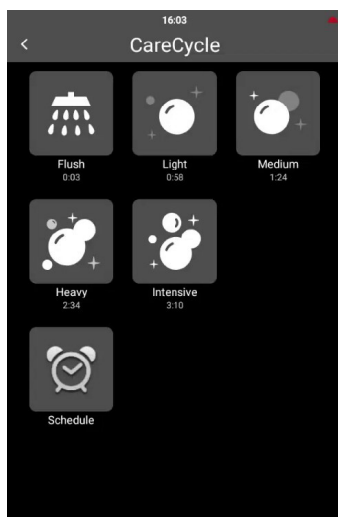 16:03
CareCycle
Flush
0:03
Light
0:58
Medium
1:24
Heavy
2:34
Intensive
3:10
Schedule